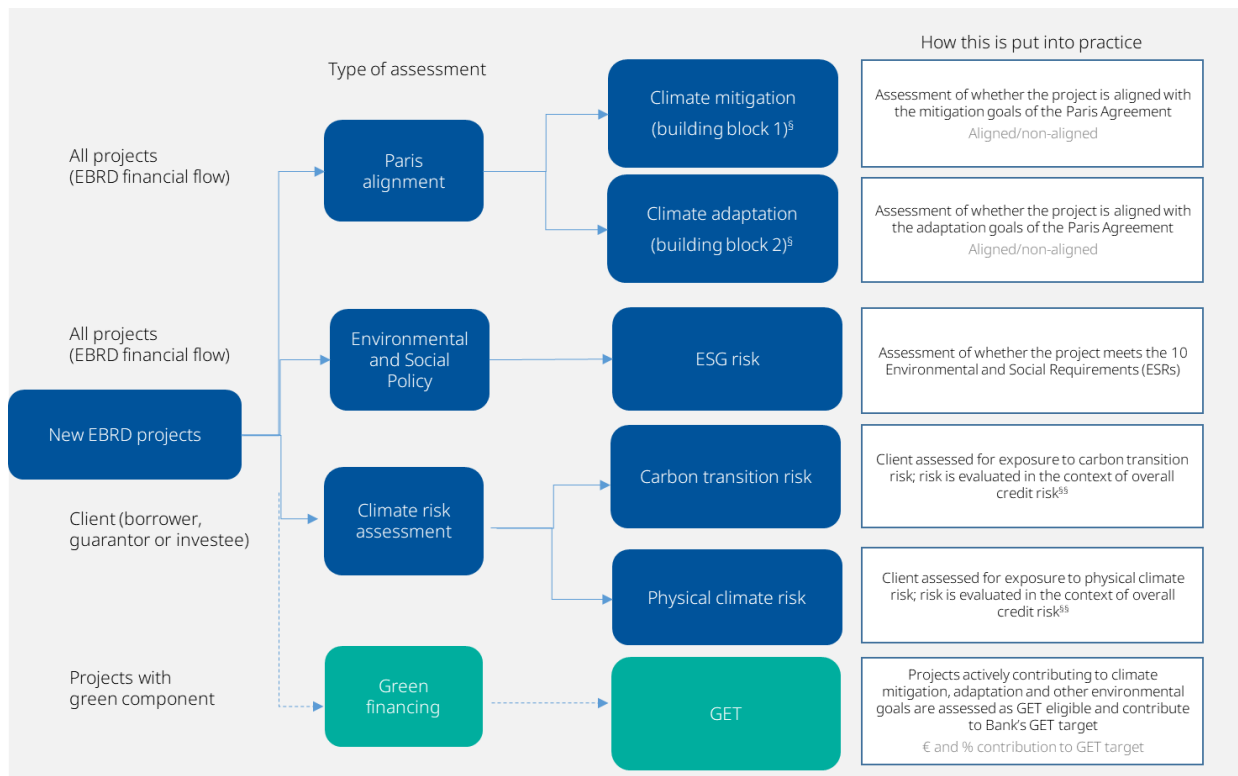 How this is put into practice
Type of assessment
All projects
(EBRD financial flow)
Paris
alignment
Climate mitigation
(building block 1)§
Assessment of whether the project is aligned with
the mitigation goals of the Paris Agreement
Aligned/non-aligned
Climate adaptation
(building block 2)§
Assessment of whether the project is aligned with
the adaptation goals of the Paris Agreement
Aligned/non-aligned
All projects
(EBRD financial flow)
Environmental
and Social
Policy
ESG risk
Assessment of whether the project meets the 10
Environmental and Social Requirements (ESRs)
New EBRD projects
Client (borrower,
guarantor or investee)
Climate risk
assessment
Carbon transition risk
Client assessed for exposure to carbon transition
risk; risk is evaluated in the context of overall
credit risk§§
Physical climate risk
Client assessed for exposure to physical climate
risk; risk is evaluated in the context of overall
credit risk§§
Projects with
green component
Green
financing
GET
Projects actively contributing to climate
mitigation, adaptation and other environmental
goals are assessed as GET eligible and contribute
to Bank's GET target
€ and % contribution to GET target